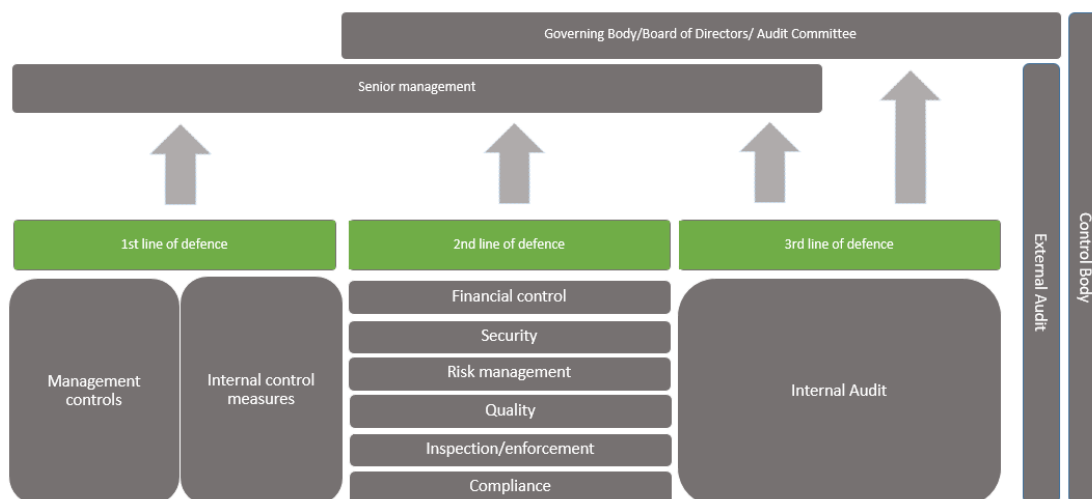 Governing Body/Board of Directors/ Audit Committee
Senior management
1st line of defence
2nd line of defence
3rd line of defence
Management
controls
Internal control
measures
Financial control
Security
Risk management
Quality
Inspection/enforcement
Compliance
Internal Audit
External Audit
Control Body